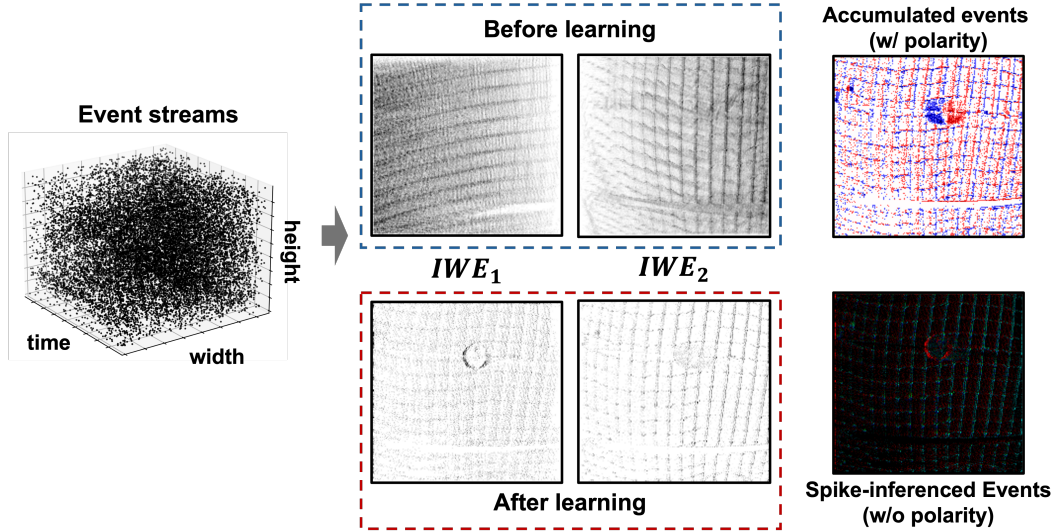 Event streams
height
time
width
Before learning
IWE₁
IWE₂
After learning
Accumulated events
(w/ polarity)
Spike-inferenced Events
(w/o polarity)